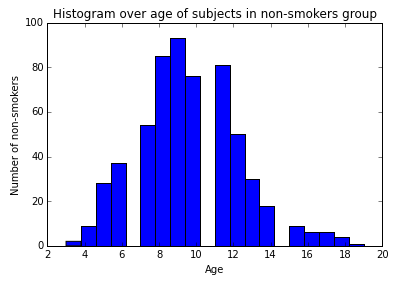 Histogram over age of subjects in non-smokers group
100
80
60
40
20
0
Number of non-smokers
2 4 6 8 10 12 14 16 18 20
Age